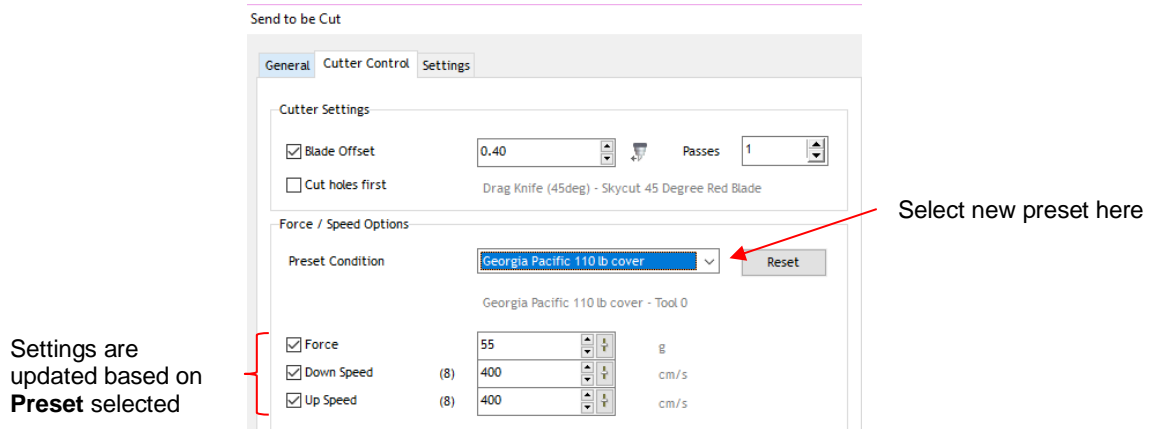 Send to be Cut
General Cutter Control Settings
Cutter Settings
Blade Offset 0.40 Passes 1
Cut holes first Drag Knife (45deg) - Skycut 45 Degree Red Blade
Select new preset here
Force / Speed Options
Preset Condition Georgia Pacific 110 lb cover Reset
Georgia Pacific 110 lb cover - Tool 0
Settings are
updated based on
Preset selected
Force 55 g
Down Speed (8) 400 cm/s
Up Speed (8) 400 cm/s